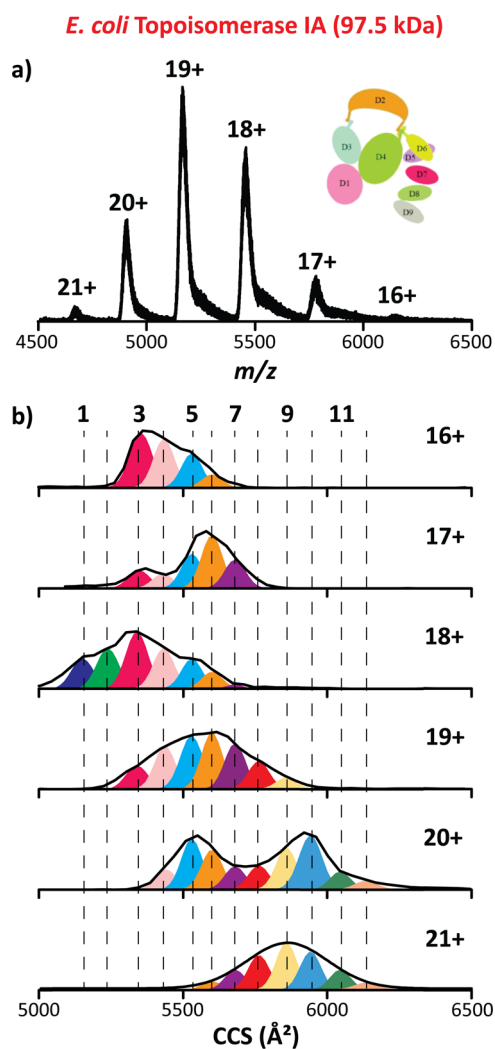 E. coli Topoisomerase IA (97.5 kDa)
a)
19+
18+
20+
17+
21+
16+
D2
D3
D4
D5
D6
D1
D7
D8
D9
4500 5000 5500 6000 6500
m/z
b)
1 3 5 7 9 11
16+
17+
18+
19+
20+
21+
5000 5500 6000 6500
CCS (Å²)